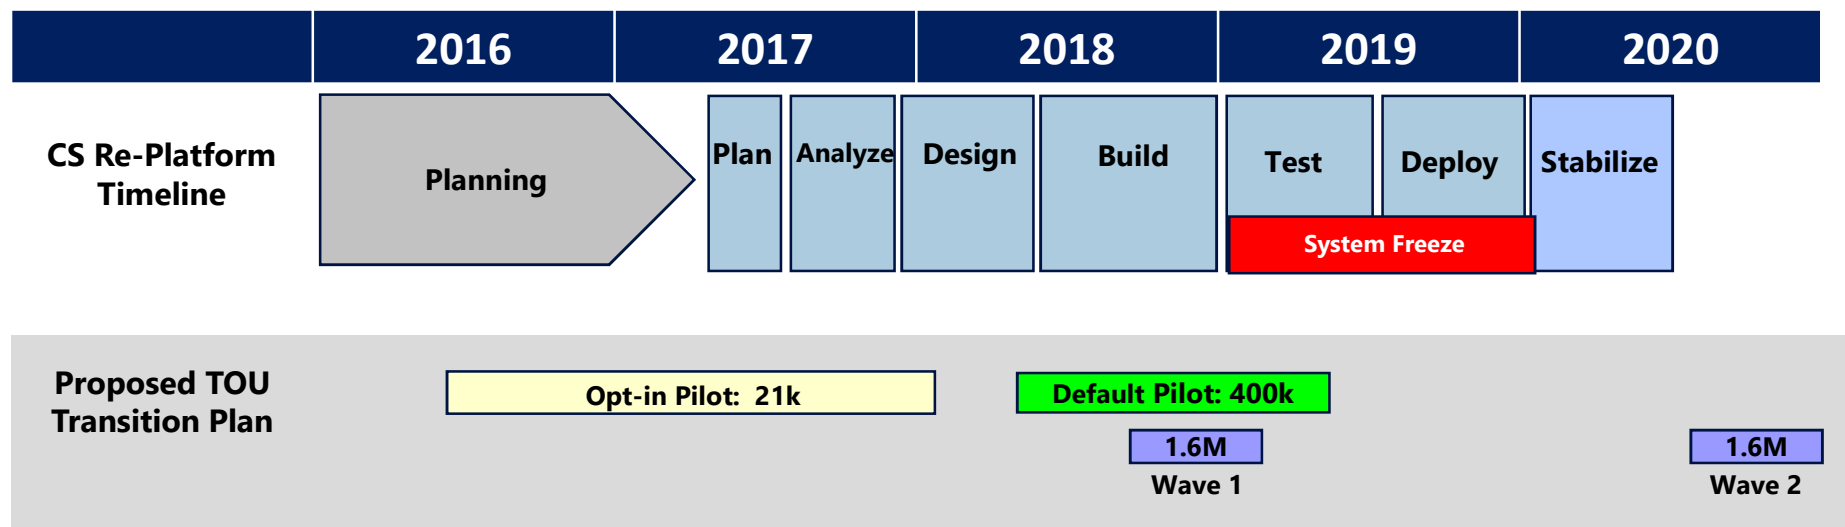 2016 2017 2018 2019 2020
CS Re-Platform
Timeline
Planning
Plan
Analyze
Design
Build
Test
Deploy
Stabilize
System Freeze
Proposed TOU
Transition Plan
Opt-in Pilot: 21k
Default Pilot: 400k
1.6M
Wave 1
1.6M
Wave 2